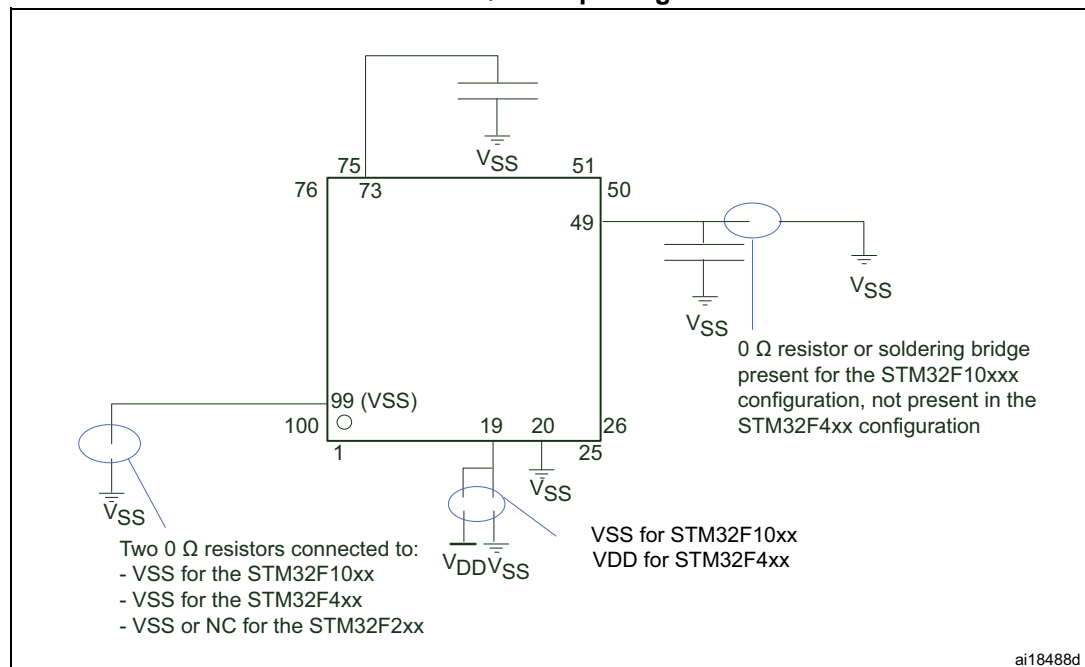 VSS
75
51
76
73
50
49
VSS
VSS
0 Ω resistor or soldering bridge
present for the STM32F10xxx
configuration, not present in the
STM32F4xx configuration
99 (VSS)
100
19
20
26
1
25
VSS
VSS
VDD VSS
VSS for STM32F10xx
VDD for STM32F4xx
Two 0 Ω resistors connected to:
- VSS for the STM32F10xx
- VSS for the STM32F4xx
- VSS or NC for the STM32F2xx
ai18488d